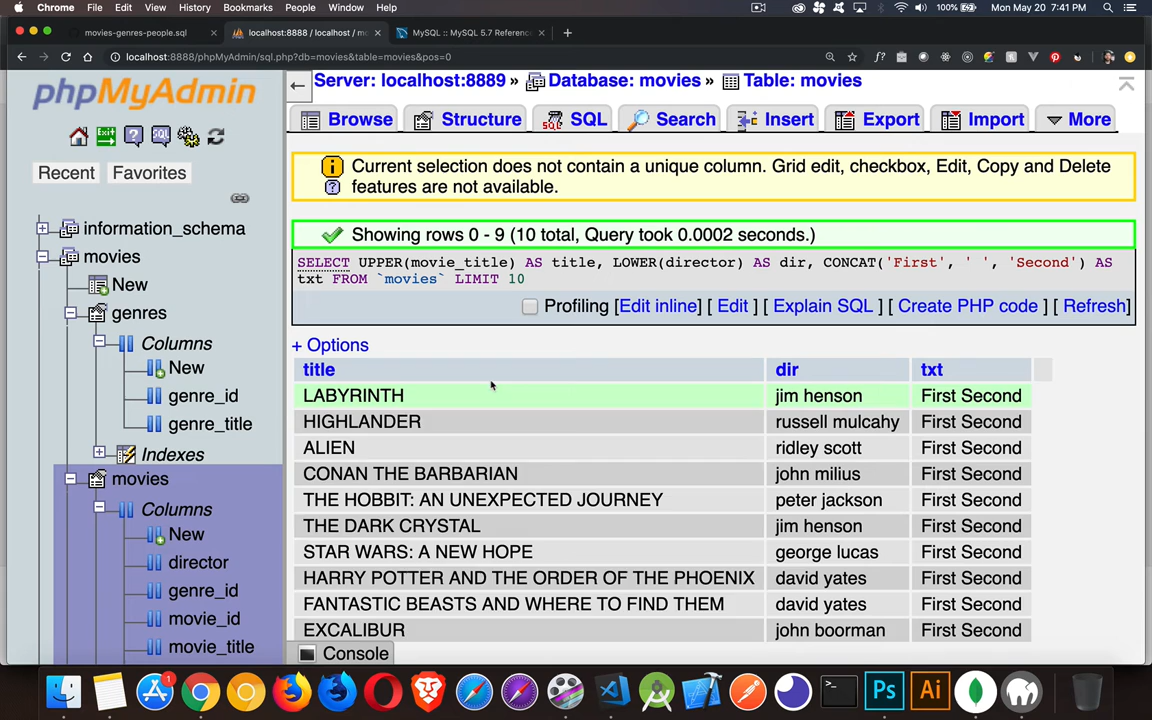 Chrome File Edit View History Bookmarks People Window Help 100% Mon May 20 7:41 PM
movies-genres-people.sql × localhost:8888 / localhost / mo × MySQL :: MySQL 5.7 Referenc × +
localhost:8888/phpMyAdmin/sql.php?db=movies&table=movies&pos=0
phpMyAdmin
Recent Favorites
information_schema
movies
New
genres
Columns
New
genre_id
genre_title
Indexes
movies
Columns
New
director
genre_id
movie_id
movie_title
Server: localhost:8889 » Database: movies » Table: movies
Browse Structure SQL Search Insert Export Import More
Current selection does not contain a unique column. Grid edit, checkbox, Edit, Copy and Delete
features are not available.
Showing rows 0 - 9 (10 total, Query took 0.0002 seconds.)
SELECT UPPER(movie_title) AS title, LOWER(director) AS dir, CONCAT('First', ' ', 'Second') AS
txt FROM `movies` LIMIT 10
Profiling [Edit inline] [ Edit ] [ Explain SQL ] [ Create PHP code ] [ Refresh]
+ Options
title dir txt
LABYRINTH jim henson First Second
HIGHLANDER russell mulcahy First Second
ALIEN ridley scott First Second
CONAN THE BARBARIAN john milius First Second
THE HOBBIT: AN UNEXPECTED JOURNEY peter jackson First Second
THE DARK CRYSTAL jim henson First Second
STAR WARS: A NEW HOPE george lucas First Second
HARRY POTTER AND THE ORDER OF THE PHOENIX david yates First Second
FANTASTIC BEASTS AND WHERE TO FIND THEM david yates First Second
EXCALIBUR john boorman First Second
Console
Ps Ai